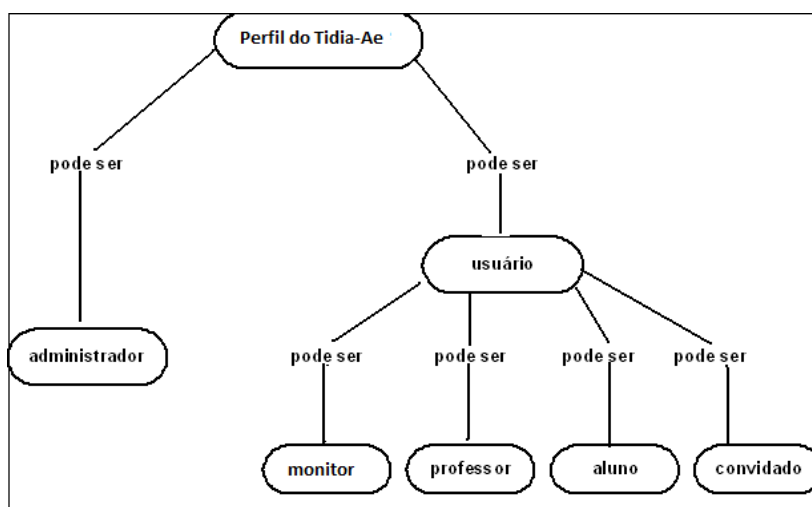 Perfil do Tidia-Ae
pode ser
pode ser
usuário
administrador
pode ser
pode ser
pode ser
pode ser
monitor
professor
aluno
convidado